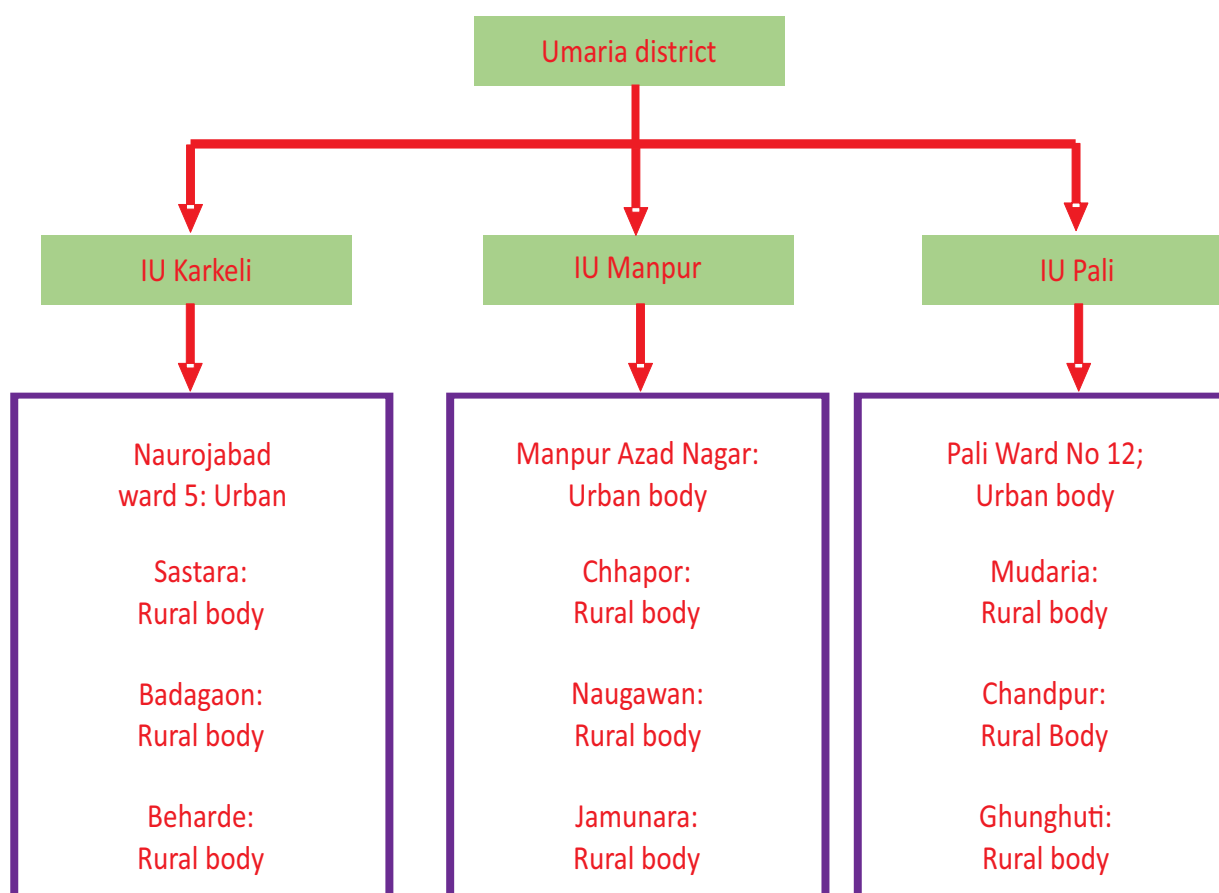 Umaria district
IU Karkeli
IU Manpur
IU Pali
Naurojabad
ward 5: Urban
Sastara:
Rural body
Badagaon:
Rural body
Beharde:
Rural body
Manpur Azad Nagar:
Urban body
Chhapor:
Rural body
Naugawan:
Rural body
Jamunara:
Rural body
Pali Ward No 12;
Urban body
Mudaria:
Rural body
Chandpur:
Rural Body
Ghunghuti:
Rural body